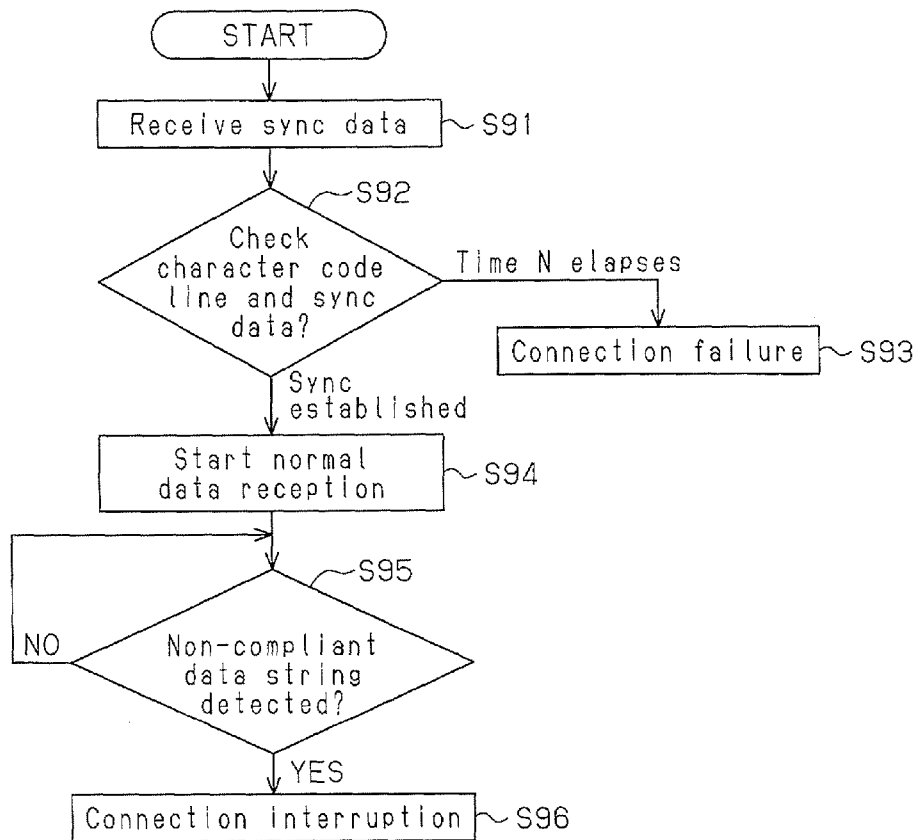 START
Receive sync data
S91
S92
Check
character code
line and sync
data?
Time N elapses
Connection failure
S93
Sync
established
Start normal
data reception
S94
S95
NO
Non-compliant
data string
detected?
YES
Connection interruption
S96